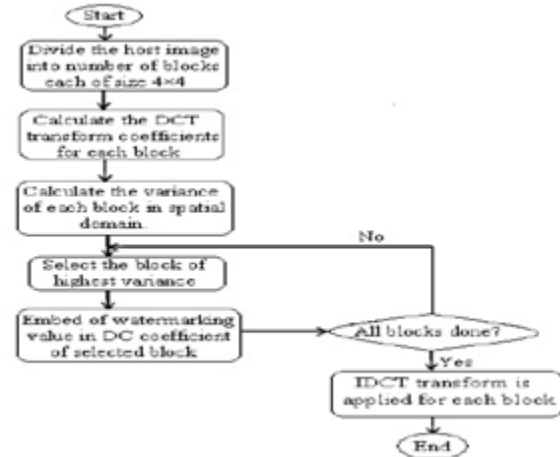 Start
Divide the host image
into number of blocks
each of size 4×4
Calculate the DCT
transform coefficients
for each block
Calculate the variance
of each block in spatial
domain.
No
Select the block of
highest variance
Embed of watermarking
value in DC coefficient
of selected block
All blocks done?
Yes
IDCT transform is
applied for each block
End